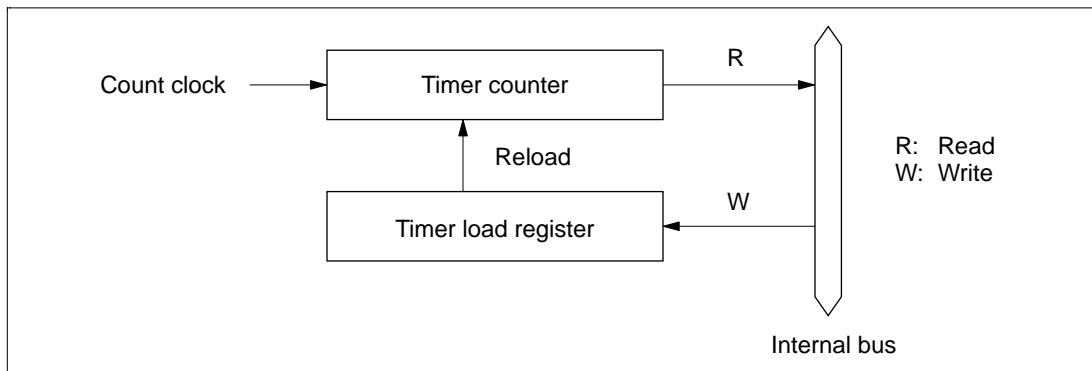 R
Count clock
Timer counter
Reload
R: Read
W: Write
W
Timer load register
Internal bus